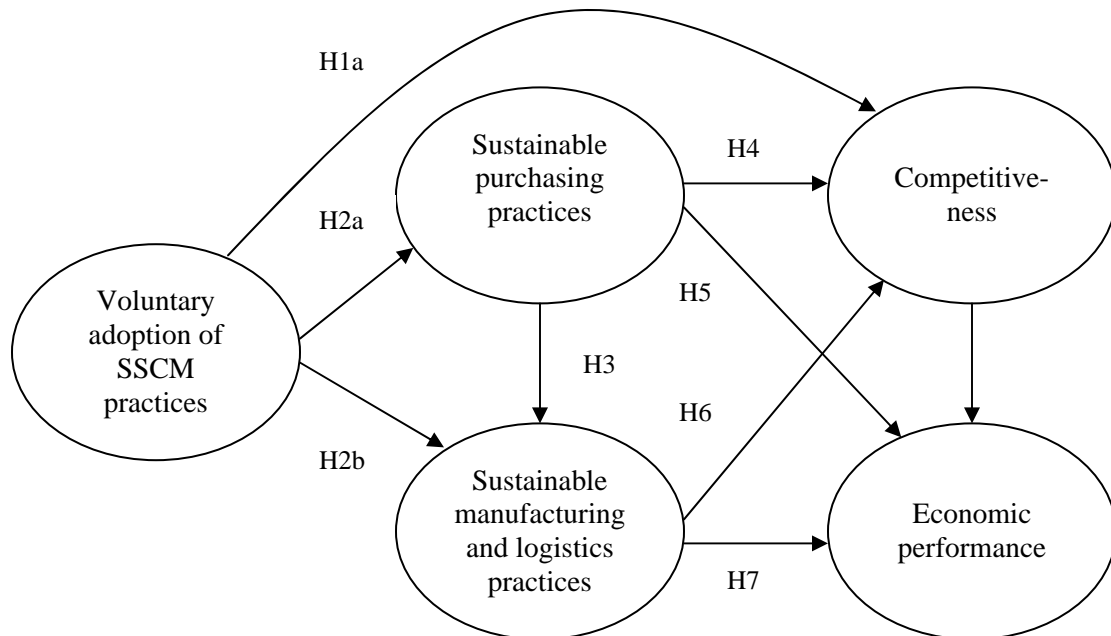 H1a
Sustainable
purchasing
practices
H4
Competitive-
ness
H2a
Voluntary
adoption of
SSCM
practices
H5
H3
H6
H2b
Sustainable
manufacturing
and logistics
practices
Economic
performance
H7